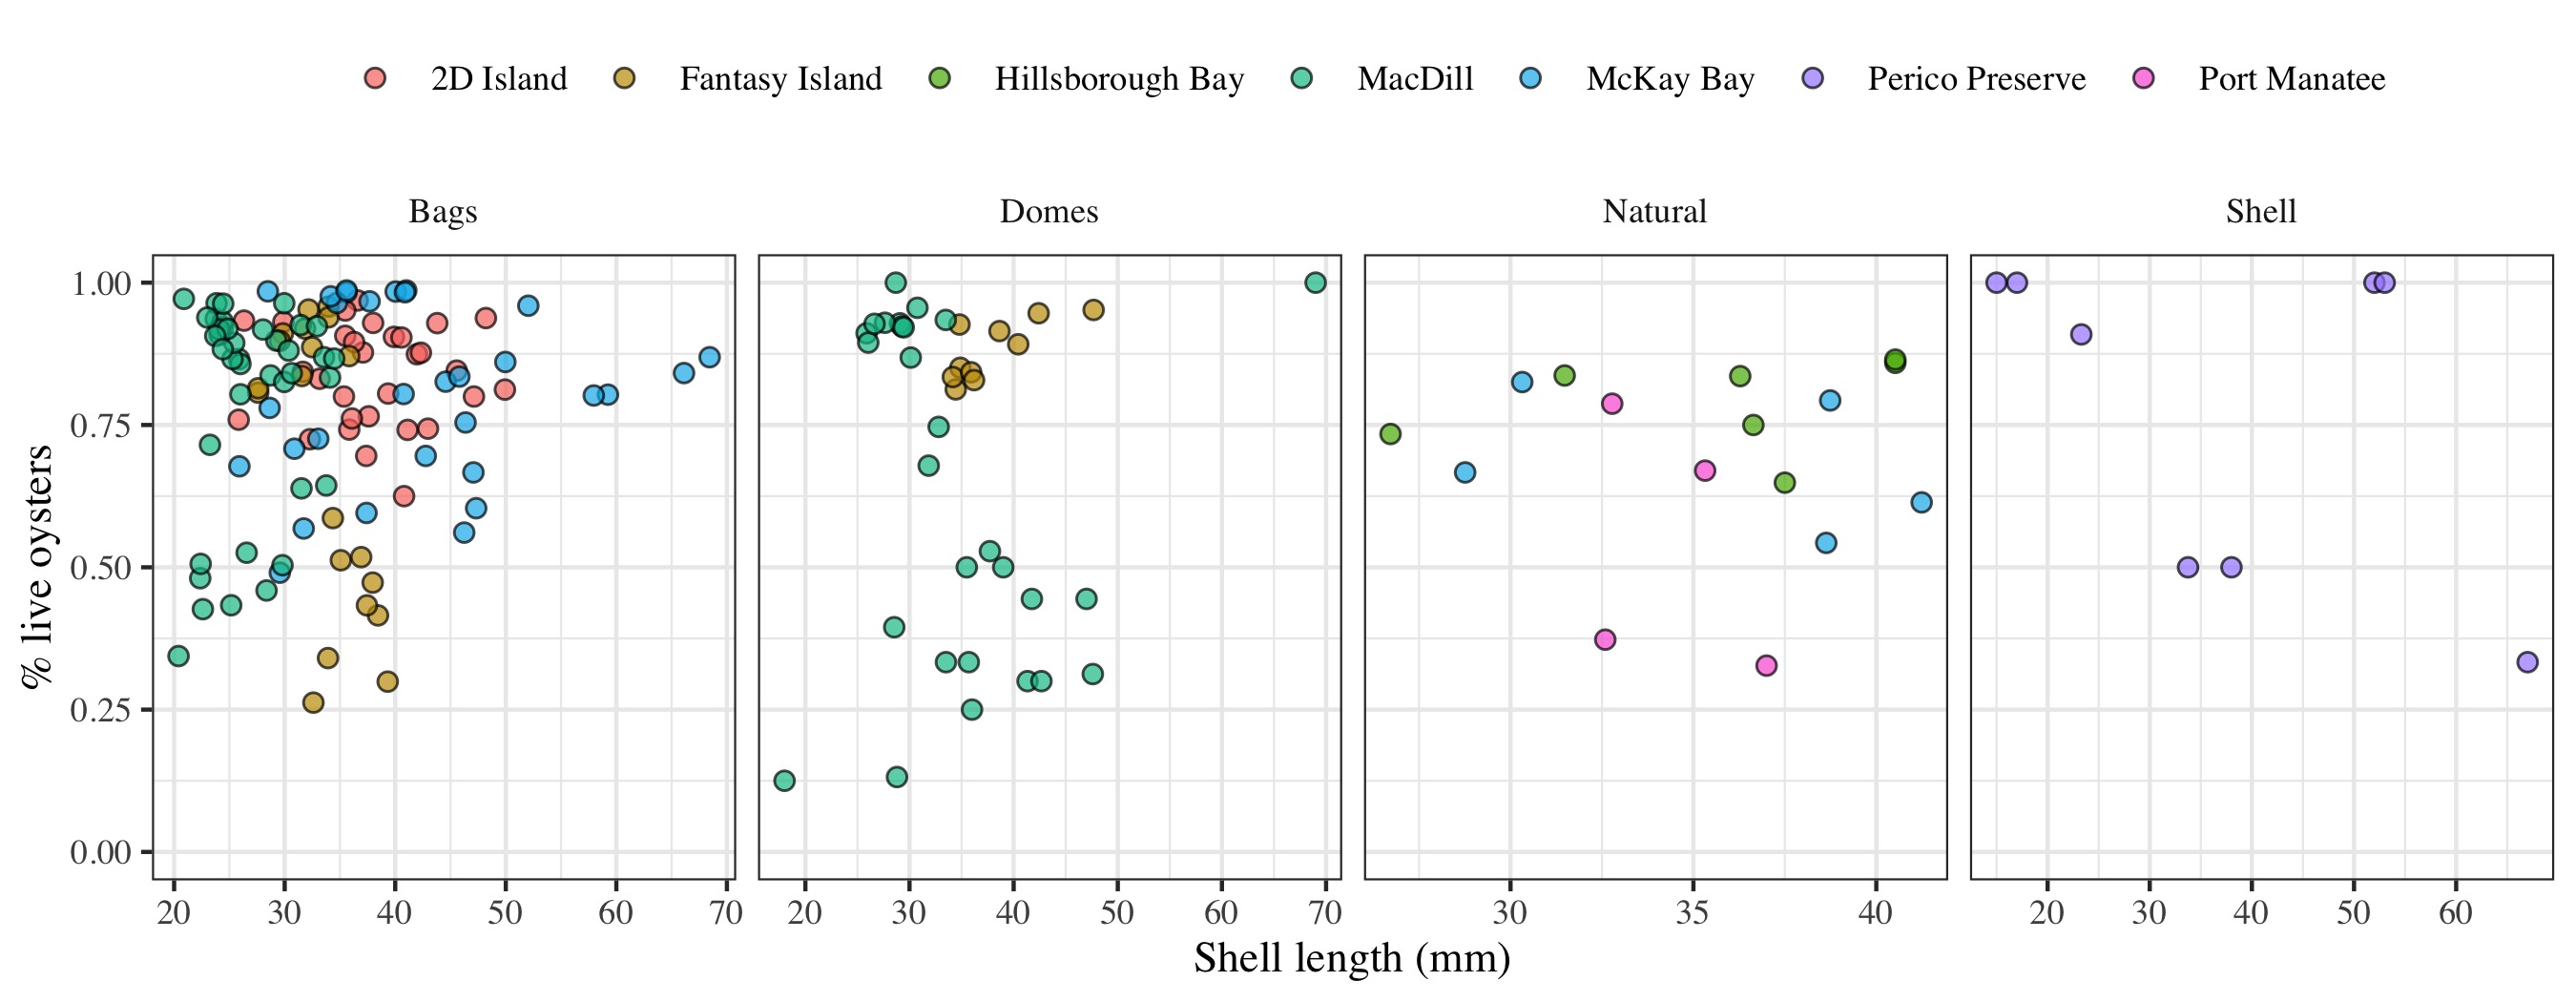 2D Island Fantasy Island Hillsborough Bay MacDill McKay Bay Perico Preserve Port Manatee
Bags Domes Natural Shell
% live oysters
1.00
0.75
0.50
0.25
0.00
20 30 40 50 60 70 20 30 40 50 60 70 30 35 40 20 30 40 50 60
Shell length (mm)